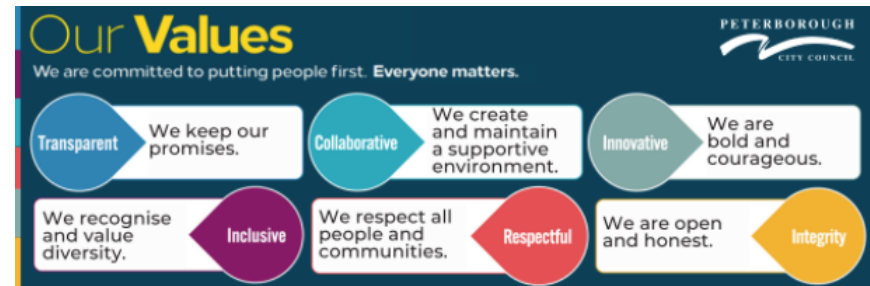 Our Values
PETERBOROUGH
CITY COUNCIL
We are committed to putting people first. Everyone matters.
Transparent
We keep our
promises.
Collaborative
We create
and maintain
a supportive
environment.
Innovative
We are
bold and
courageous.
We recognise
and value
diversity.
Inclusive
We respect all
people and
communities.
Respectful
We are open
and honest.
Integrity